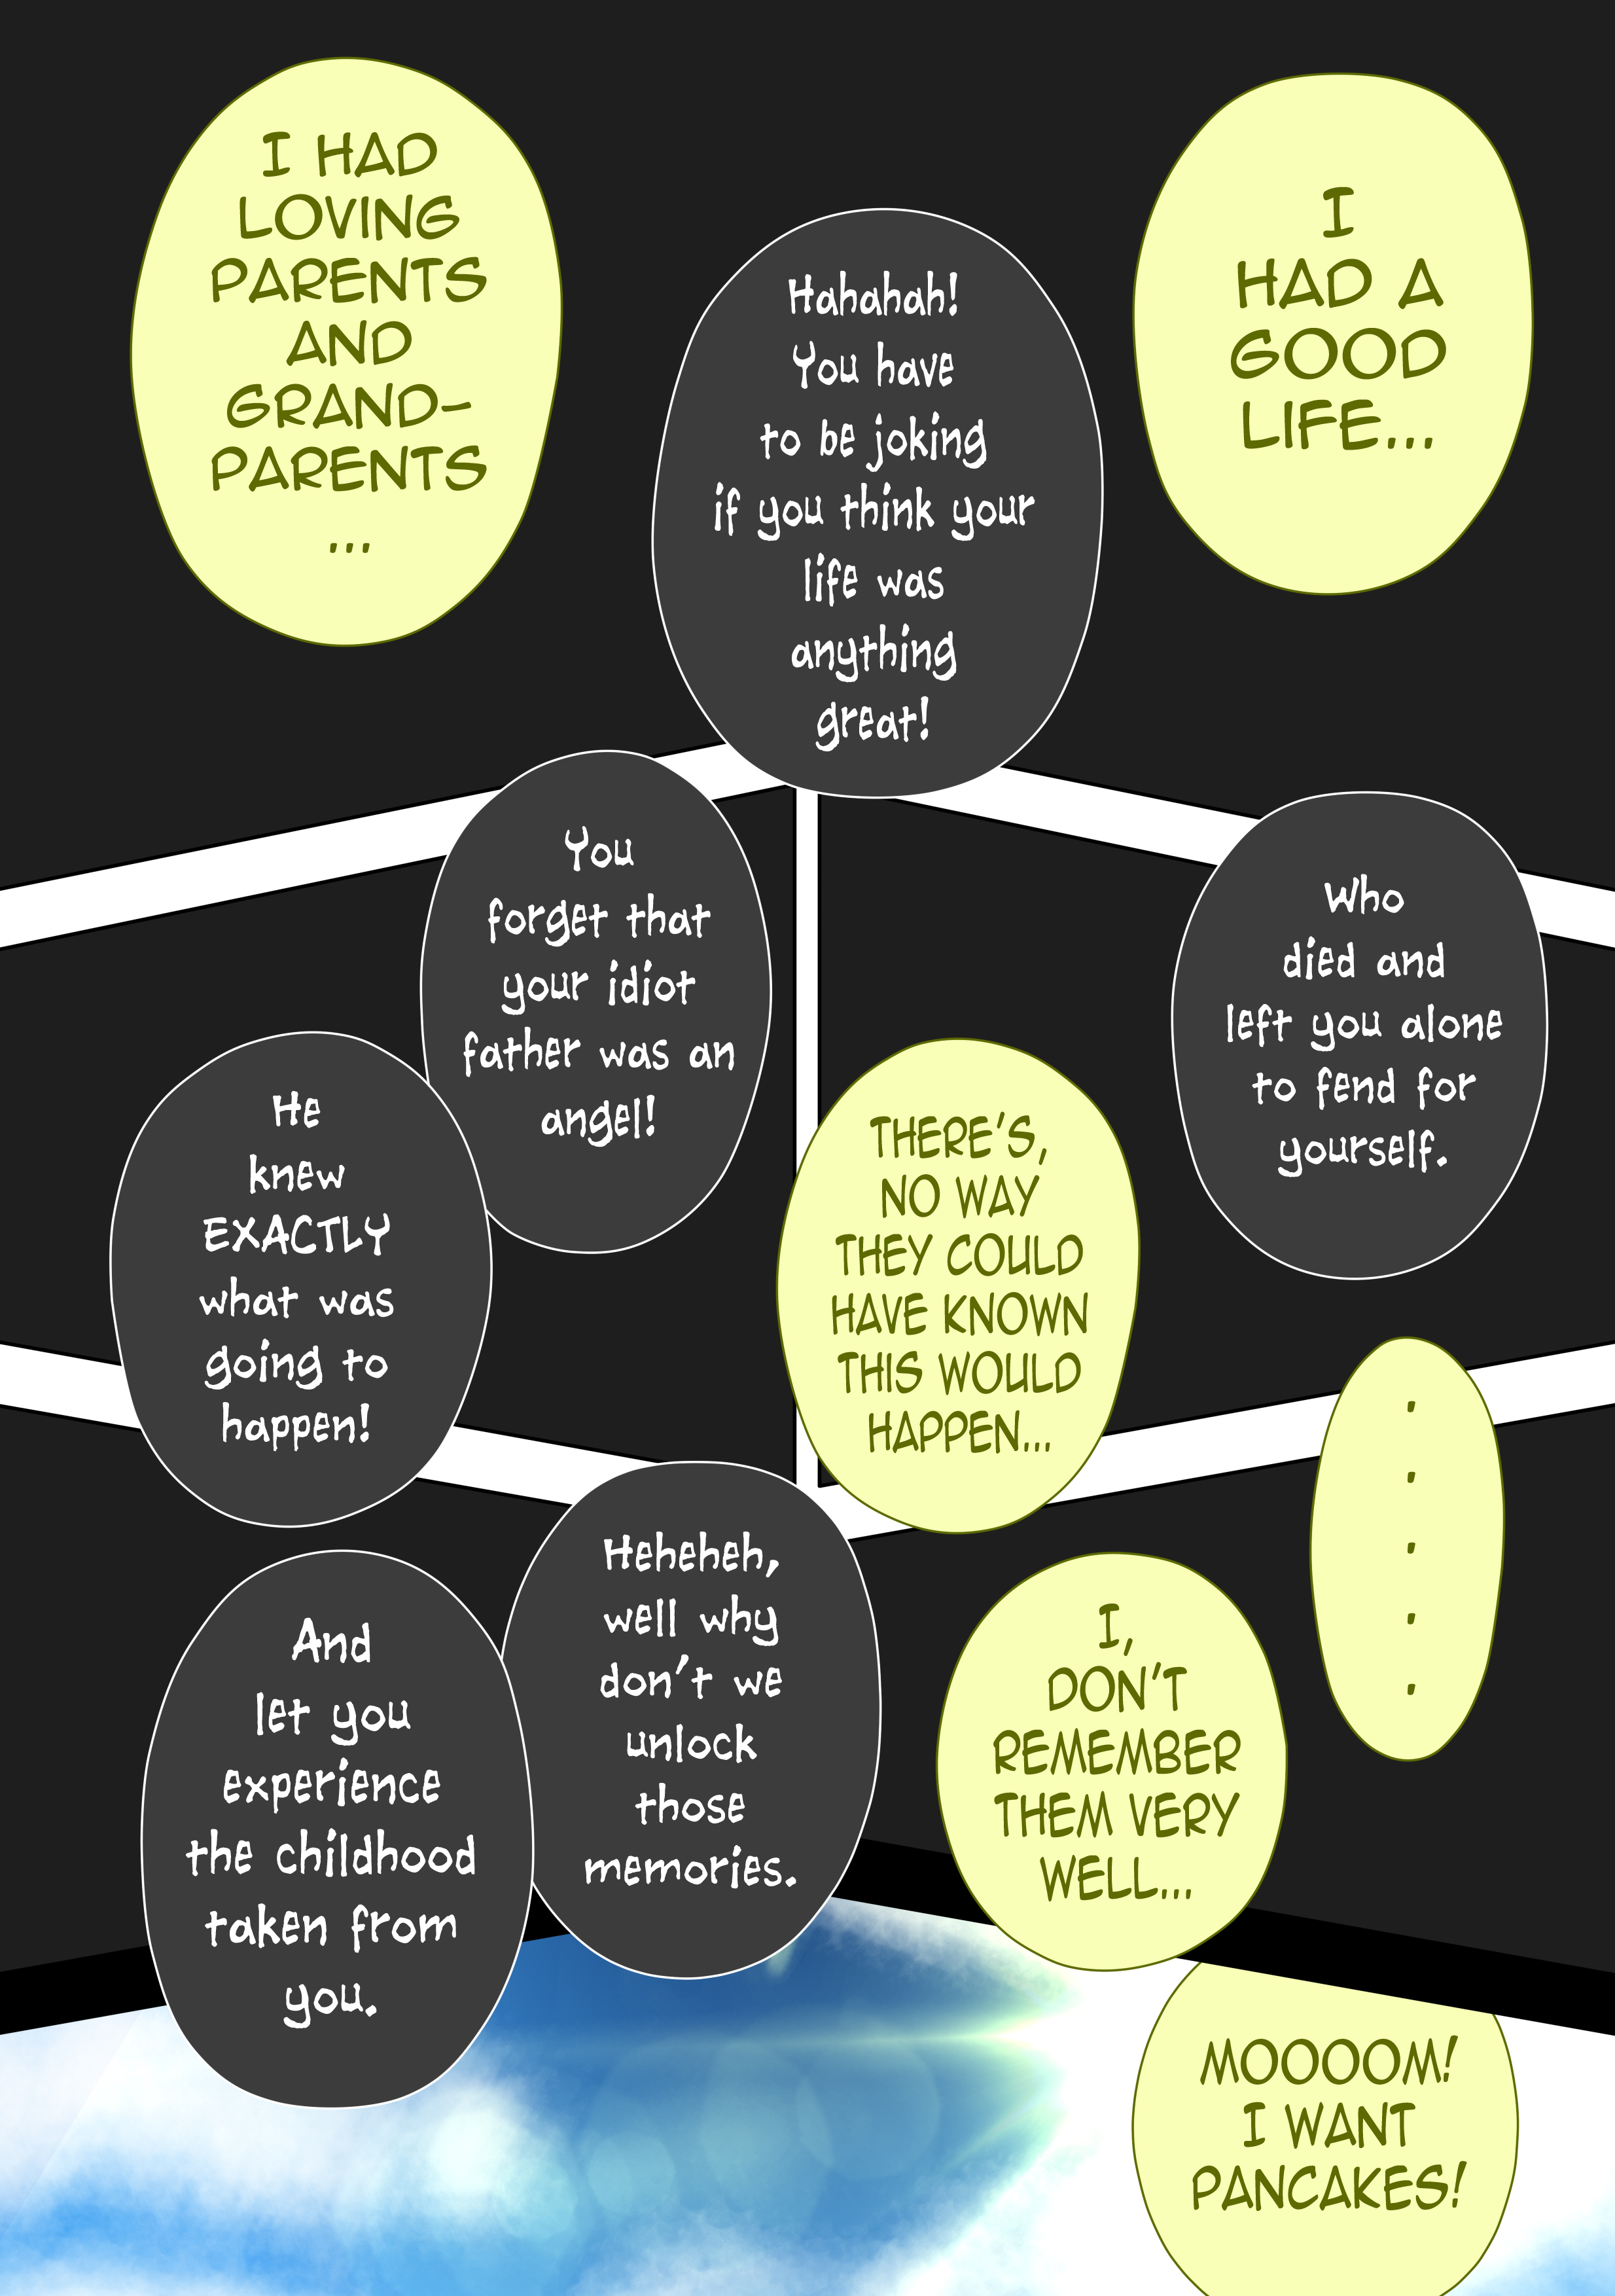 I
HAD A
GOOD
LIFE...
Hahahah!
You have
to be joking
if you think your
life was
anything
great!
I HAD
LOVING
PARENTS
AND
GRAND-
PARENTS
...
Who
died and
left you alone
to fend for
yourself.
THERE'S,
NO WAY
THEY COULD
HAVE KNOWN
THIS WOULD
HAPPEN...
You
forget that
your idiot
father was an
angel!
He
knew
EXACTLY
what was
going to
happen!
.
.
.
.
.
I,
DON'T
REMEMBER
THEM VERY
WELL...
Heheheh,
well why
don't we
unlock
those
memories.
And
let you
experience
the childhood
taken from
you.
MOOOOM!
I WANT
PANCAKES!